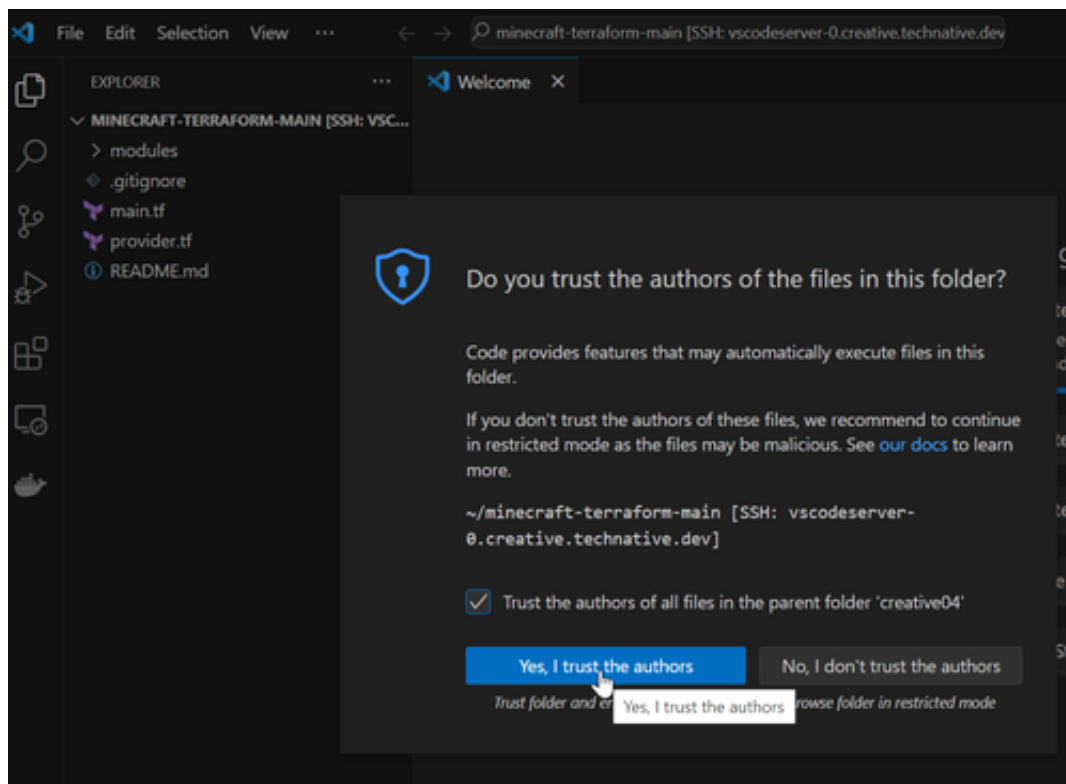 File Edit Selection View ··· minecraft-terraform-main [SSH: vscodeserver-0.creative.technative.dev
EXPLORER ···
Welcome
MINECRAFT-TERRAFORM-MAIN [SSH: VSC...
modules
.gitignore
main.tf
provider.tf
README.md
Do you trust the authors of the files in this folder?
Code provides features that may automatically execute files in this
folder.
If you don't trust the authors of these files, we recommend to continue
in restricted mode as the files may be malicious. See our docs to learn
more.
~/minecraft-terraform-main [SSH: vscodeserver-
0.creative.technative.dev]
Trust the authors of all files in the parent folder 'creative04'
Yes, I trust the authors No, I don't trust the authors
Trust folder and folder in restricted mode
Yes, I trust the authors